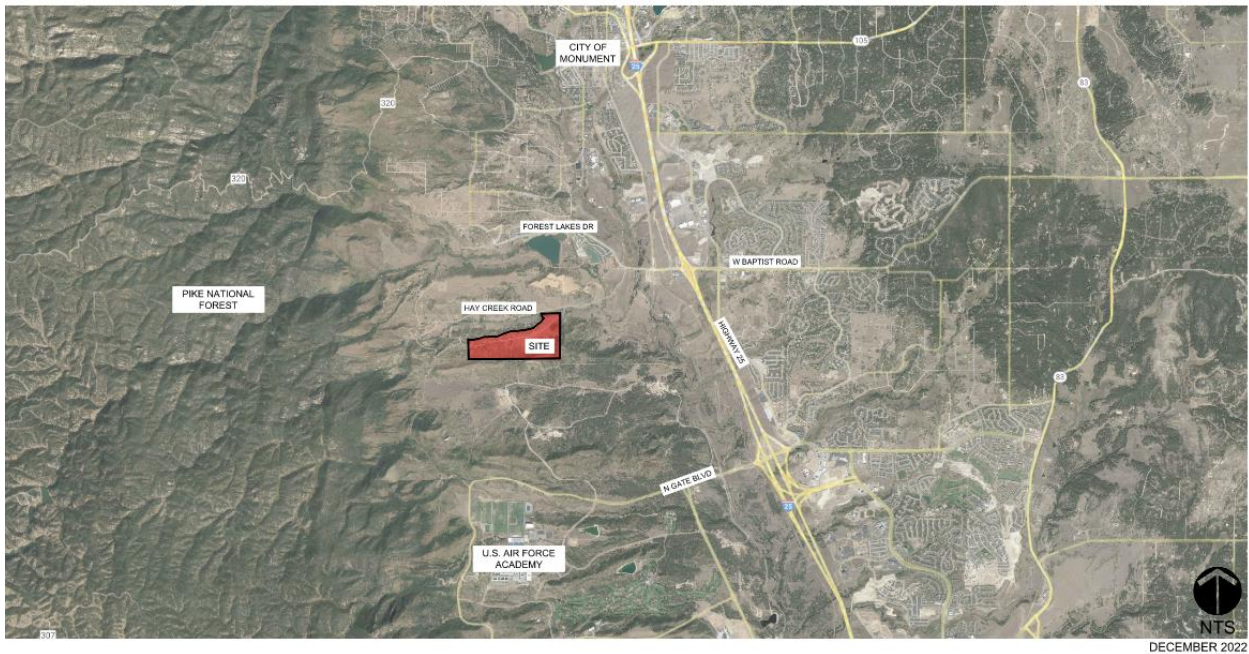 CITY OF
MONUMENT
105
25
83
320
320
FOREST LAKES DR
W BAPTIST ROAD
PIKE NATIONAL
FOREST
HAY CREEK ROAD
SITE
HIGHWAY 25
83
N GATE BLVD
25
U.S. AIR FORCE
ACADEMY
NTS
307
DECEMBER 2022